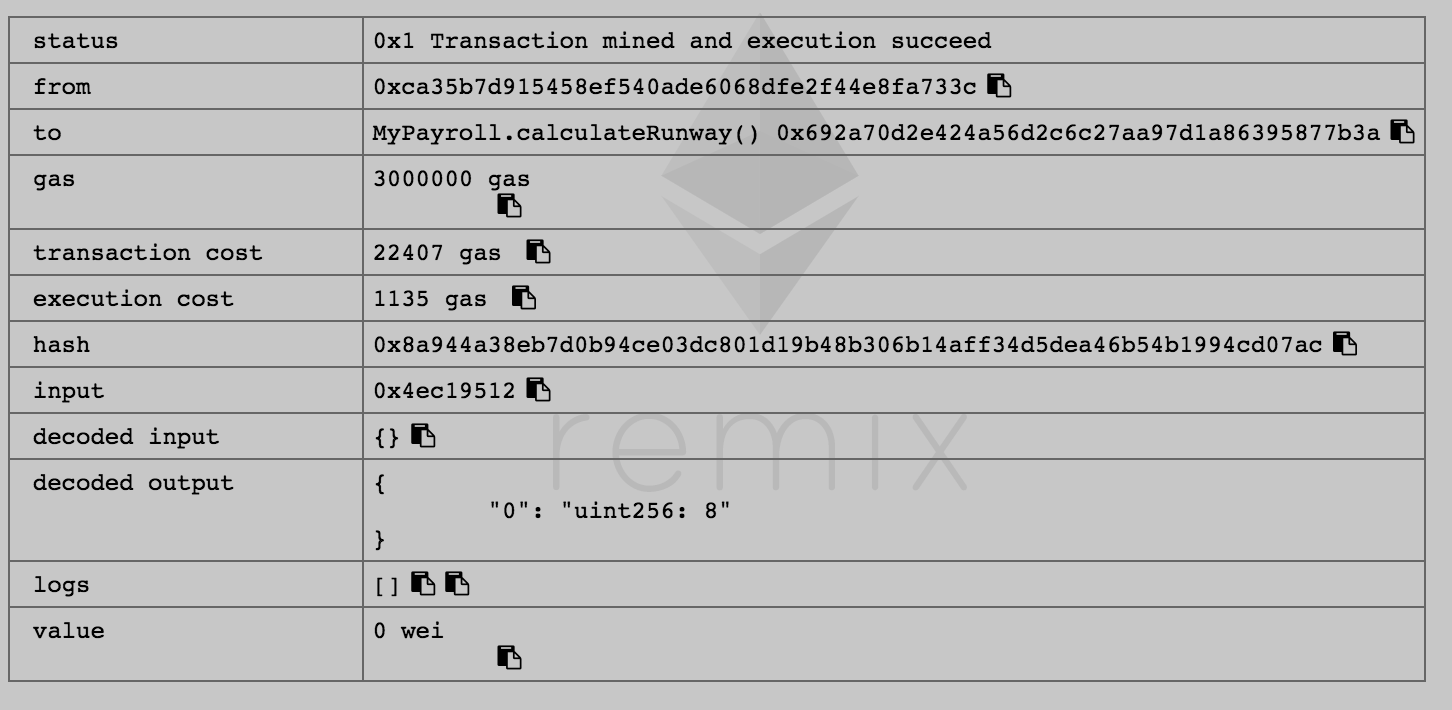 status 0x1 Transaction mined and execution succeed
from 0xca35b7d915458ef540ade6068dfe2f44e8fa733c
to MyPayroll.calculateRunway() 0x692a70d2e424a56d2c6c27aa97d1a86395877b3a
gas 3000000 gas
transaction cost 22407 gas
execution cost 1135 gas
hash 0x8a944a38eb7d0b94ce03dc801d19b48b306b14aff34d5dea46b54b1994cd07ac
input 0x4ec19512
decoded input {}
remix
decoded output {
"0": "uint256: 8"
}
logs []
value 0 wei